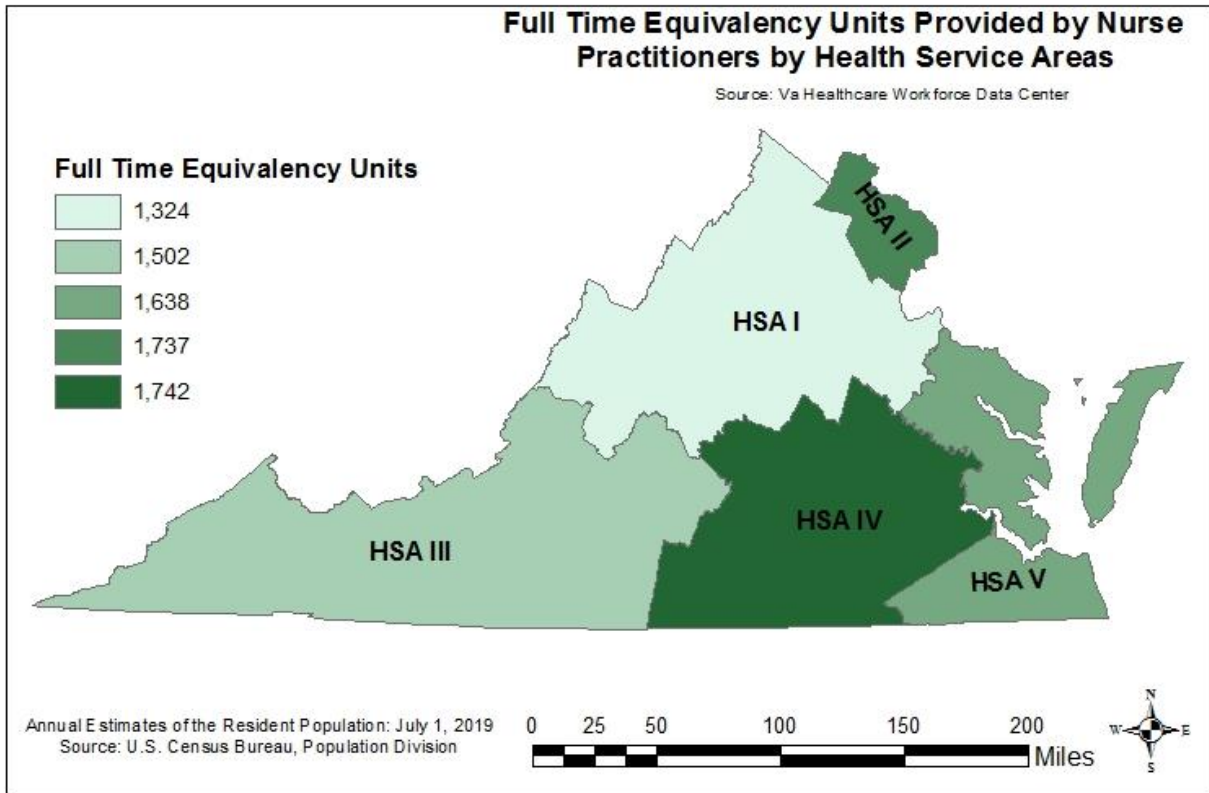 Full Time Equivalency Units Provided by Nurse
Practitioners by Health Service Areas
Source: Va Healthcare Workforce Data Center
Full Time Equivalency Units
1,324
1,502
1,638
1,737
1,742
HSA II
HSA I
HSA IV
HSA III
HSA V
Annual Estimates of the Resident Population: July 1, 2019
Source: U.S. Census Bureau, Population Division
0 25 50 100 150 200
Miles
N
W E
S